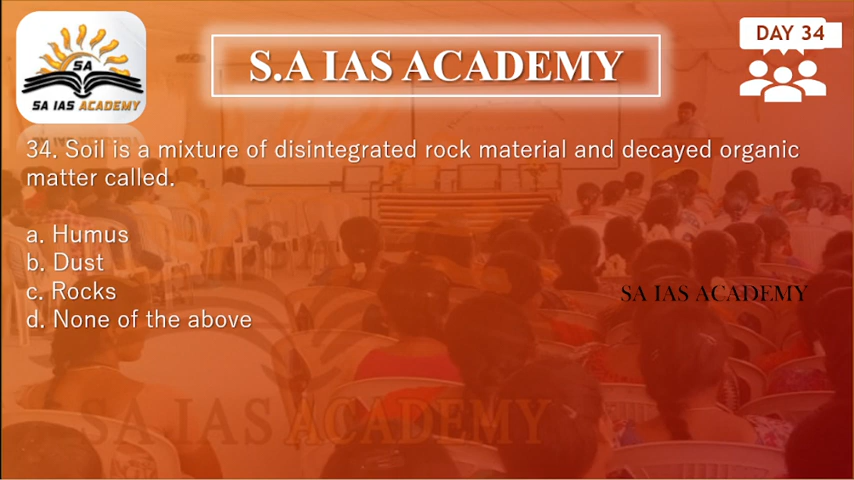 SA
SA IAS ACADEMY
S.A IAS ACADEMY
DAY 34
34. Soil is a mixture of disintegrated rock material and decayed organic
matter called.
a. Humus
b. Dust
c. Rocks
d. None of the above
SA IAS ACADEMY
SA IAS ACADEMY